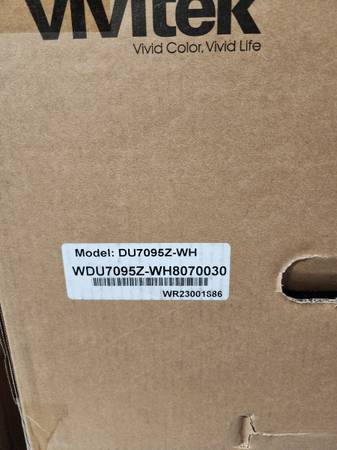 vivitek
Vivid Color, Vivid Life
Model: DU7095Z-WH
WDU7095Z-WH8070030
WR23001S86